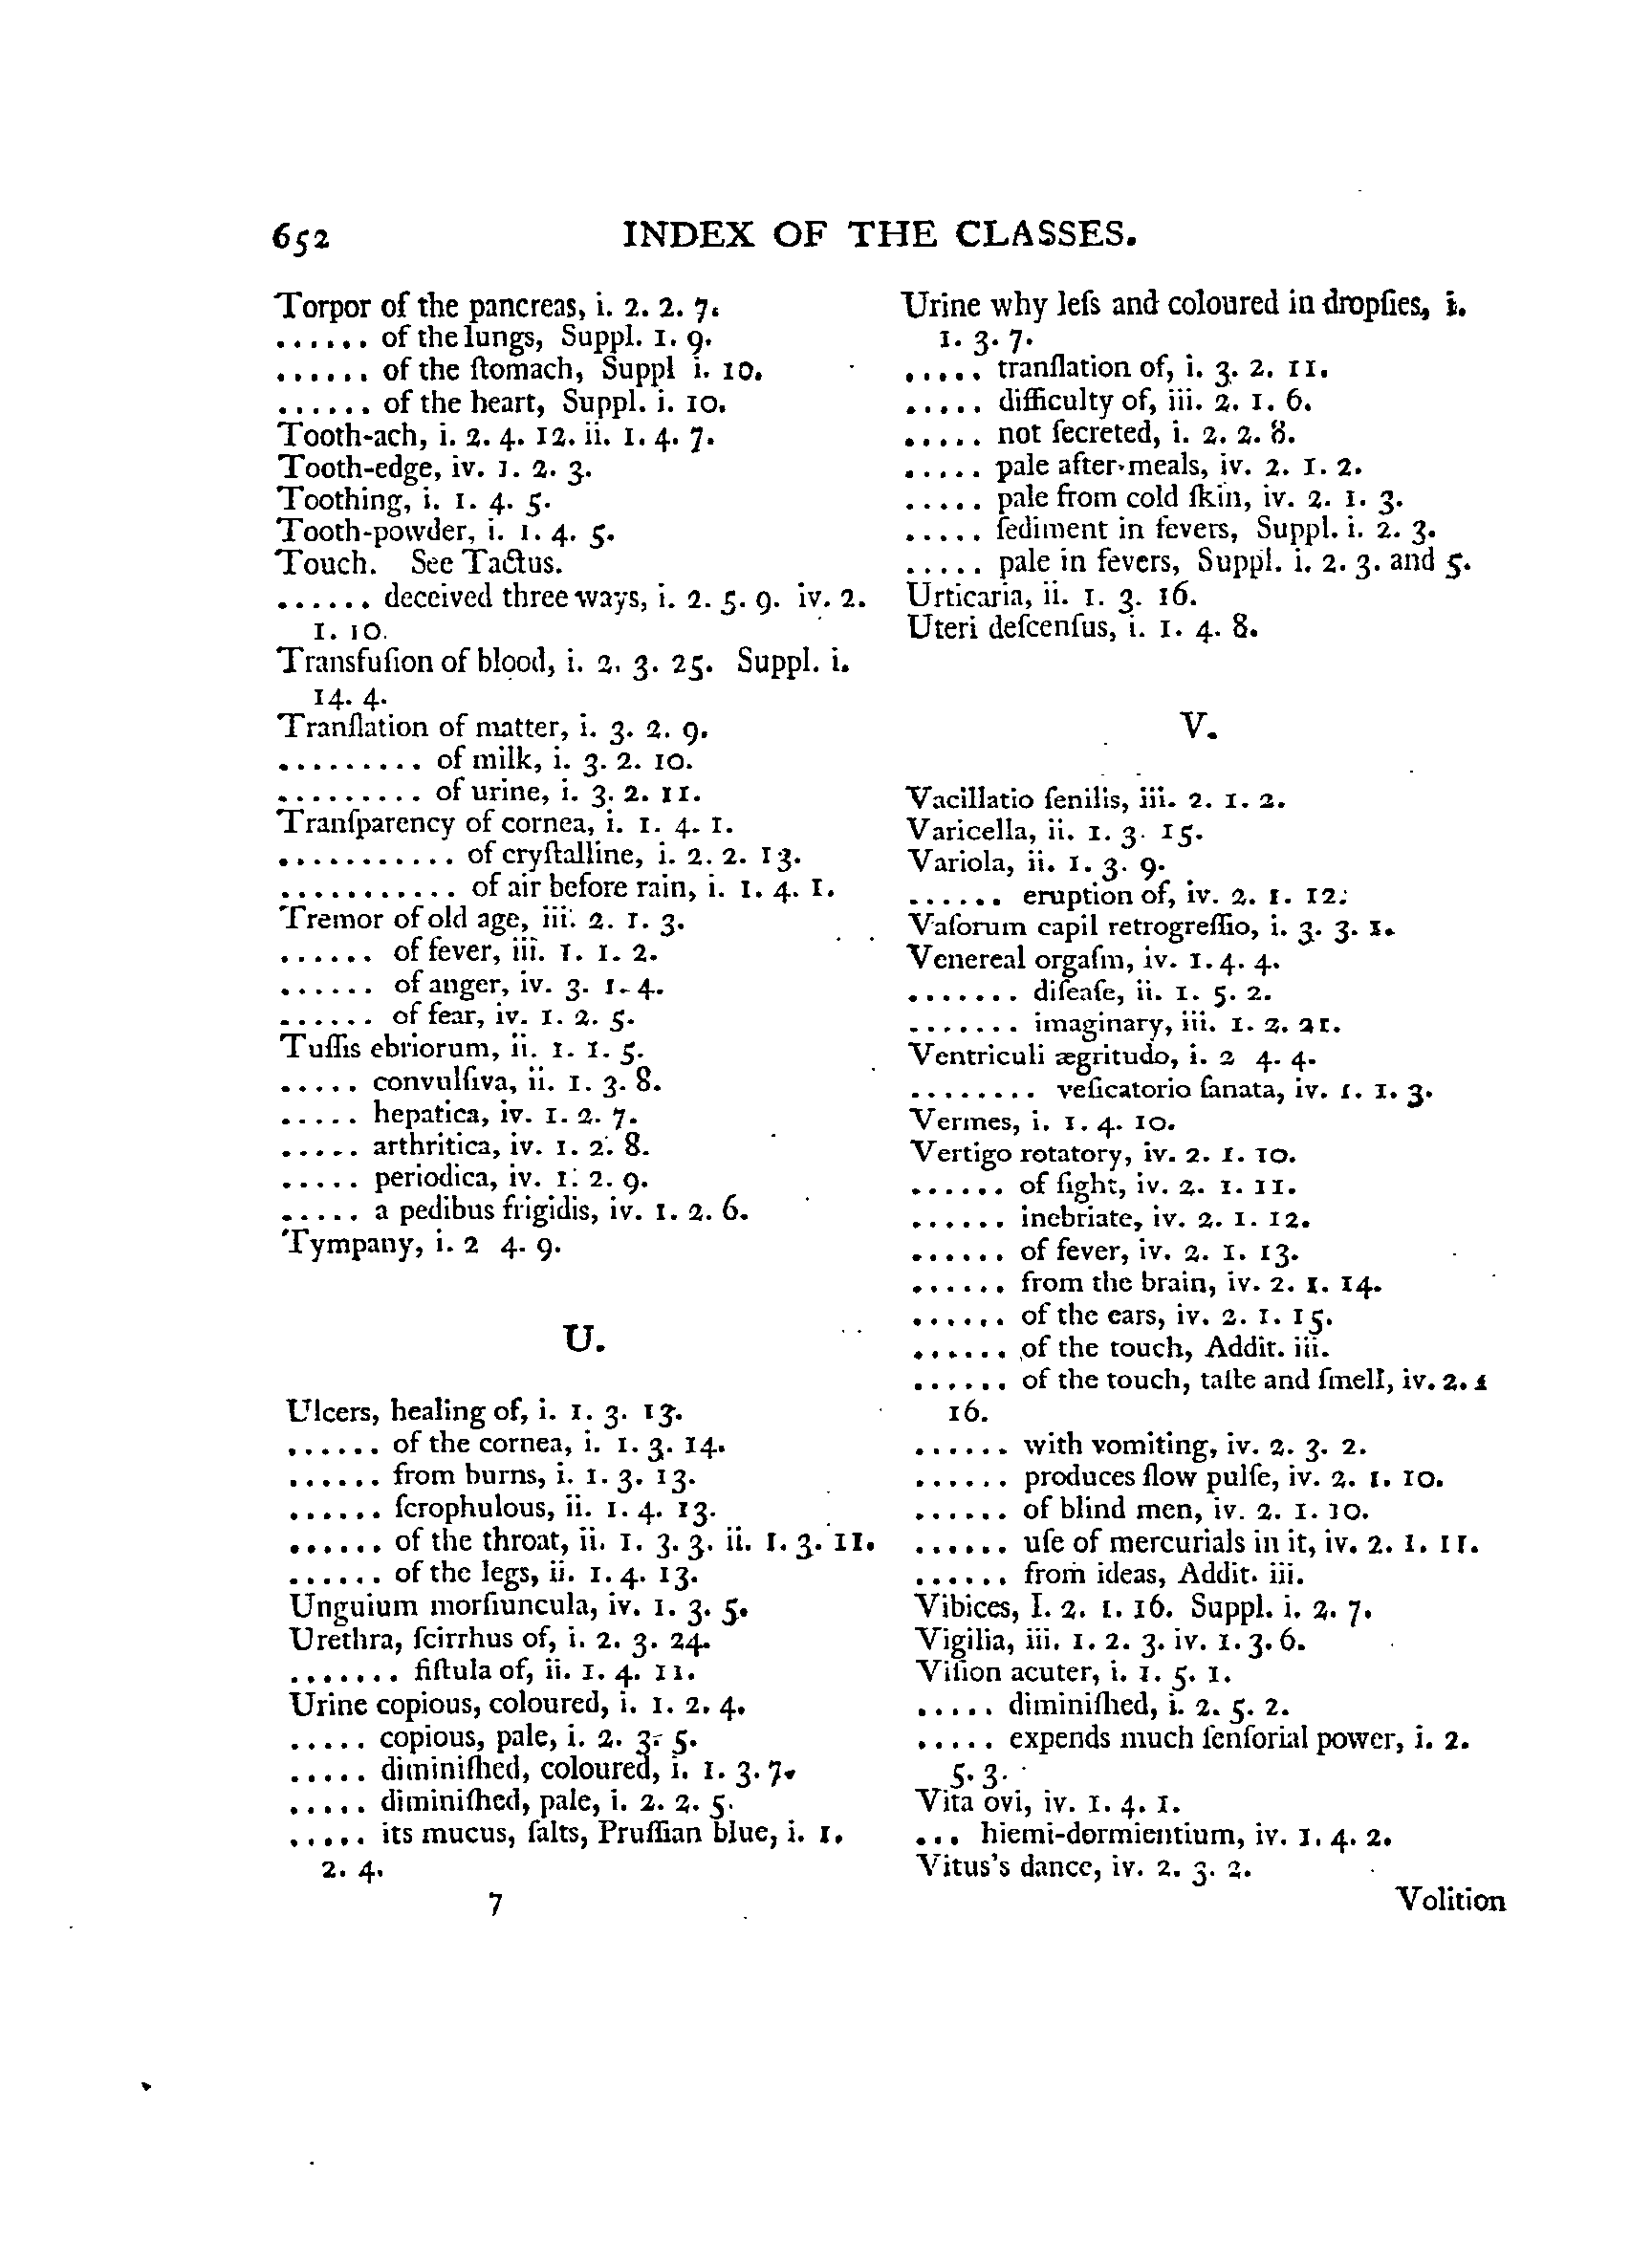 652 INDEX OF THE CLASSES.
Torpor of the pancreas, i. 2. 2. 7.
...... of the lungs, Suppl. 1. 9.
...... of the ſtomach, Suppl i. 10.
...... of the heart, Suppl. i. 10.
Tooth-ach, i. 2. 4. 12. ii. 1. 4. 7.
Tooth-edge, iv. 1. 2. 3.
Toothing, i. 1. 4. 5.
Tooth-powder, i. 1. 4. 5.
Touch. See Tactus.
...... deceived three ways, i. 2. 5. 9. iv. 2.
1. 10.
Transfuſion of blood, i. 2. 3. 25. Suppl. i.
14. 4.
Tranſlation of matter, i. 3. 2. 9.
......... of milk, i. 3. 2. 10.
......... of urine, i. 3. 2. 11.
Tranſparency of cornea, i. 1. 4. 1.
........... of cryſtalline, i. 2. 2. 13.
........... of air before rain, i. 1. 4. 1.
Tremor of old age, iii. 2. 1. 3.
...... of fever, iii. 1. 1. 2.
...... of anger, iv. 3. 1. 4.
...... of fear, iv. 1. 2. 5.
Tuſſis ebriorum, ii. 1. 1. 5.
..... convulſiva, ii. 1. 3. 8.
..... hepatica, iv. 1. 2. 7.
..... arthritica, iv. 1. 2. 8.
..... periodica, iv. 1. 2. 9.
..... a pedibus frigidis, iv. 1. 2. 6.
Tympany, i. 2 4. 9.
U.
Ulcers, healing of, i. 1. 3. 13.
...... of the cornea, i. 1. 3. 14.
...... from burns, i. 1. 3. 13.
...... ſcrophulous, ii. 1. 4. 13.
...... of the throat, ii. 1. 3. 3. ii. 1. 3. 11.
...... of the legs, ii. 1. 4. 13.
Unguium morſiuncula, iv. 1. 3. 5.
Urethra, ſcirrhus of, i. 2. 3. 24.
....... fiſtula of, ii. 1. 4. 11.
Urine copious, coloured, i. 1. 2. 4.
..... copious, pale, i. 2. 3. 5.
..... diminiſhed, coloured, i. 1. 3. 7.
..... diminiſhed, pale, i. 2. 2. 5.
..... its mucus, ſalts, Pruſſian blue, i. 1.
2. 4.
7
Urine why leſs and coloured in dropſies, i.
1. 3. 7.
..... tranſlation of, i. 3. 2. 11.
..... difficulty of, iii. 2. 1. 6.
..... not ſecreted, i. 2. 2. 8.
..... pale after-meals, iv. 2. 1. 2.
..... pale from cold ſkin, iv. 2. 1. 3.
..... ſediment in fevers, Suppl. i. 2. 3.
..... pale in fevers, Suppl. i. 2. 3. and 5.
Urticaria, ii. 1. 3. 16.
Uteri deſcenſus, i. 1. 4. 8.
V.
Vacillatio ſenilis, iii. 2. 1. 2.
Varicella, ii. 1. 3. 15.
Variola, ii. 1. 3. 9.
...... eruption of, iv. 2. 1. 12.
Vaſorum capil retrogreſſio, i. 3. 3. 1.
Venereal orgaſm, iv. 1. 4. 4.
....... diſeaſe, ii. 1. 5. 2.
....... imaginary, iii. 1. 2. 21.
Ventriculi ægritudo, i. 2 4. 4.
........ veſicatorio ſanata, iv. 1. 1. 3.
Vermes, i. 1. 4. 10.
Vertigo rotatory, iv. 2. 1. 10.
...... of ſight, iv. 2. 1. 11.
...... inebriate, iv. 2. 1. 12.
...... of fever, iv. 2. 1. 13.
...... from the brain, iv. 2. 1. 14.
...... of the ears, iv. 2. 1. 15.
...... of the touch, Addit. iii.
...... of the touch, taſte and ſmell, iv. 2. 1
16.
...... with vomiting, iv. 2. 3. 2.
...... produces ſlow pulſe, iv. 2. 1. 10.
...... of blind men, iv. 2. 1. 10.
...... uſe of mercurials in it, iv. 2. 1. 11.
...... from ideas, Addit. iii.
Vibices, I. 2. 1. 16. Suppl. i. 2. 7.
Vigilia, iii. 1. 2. 3. iv. 1. 3. 6.
Viſion acuter, i. 1. 5. 1.
..... diminiſhed, i. 2. 5. 2.
..... expends much ſenſorial power, i. 2.
5. 3.
Vita ovi, iv. 1. 4. 1.
... hiemi-dormientium, iv. 1. 4. 2.
Vitus's dance, iv. 2. 3. 2.
Volition